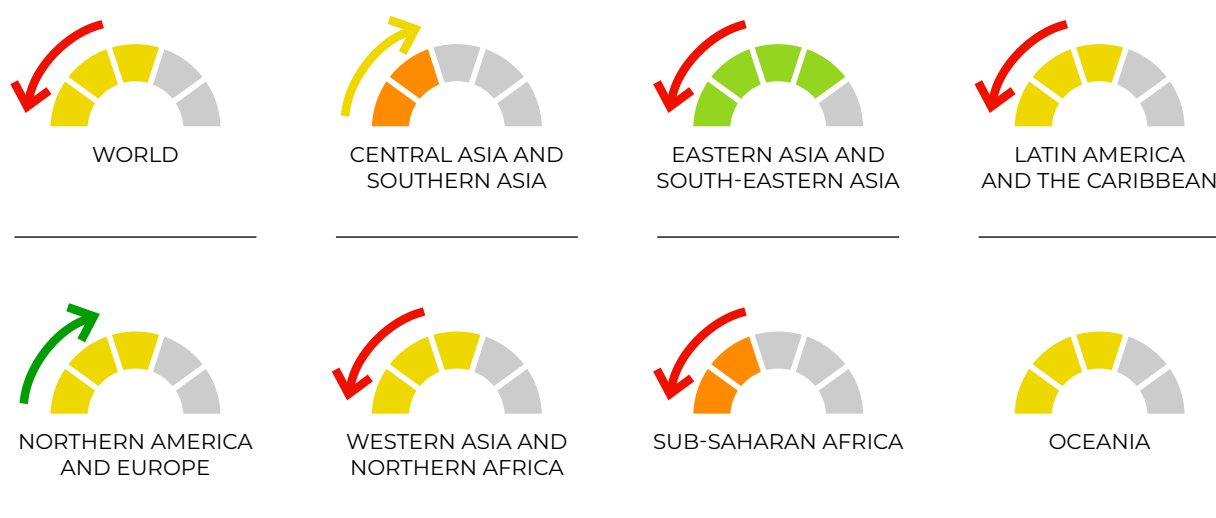 WORLD
CENTRAL ASIA AND
SOUTHERN ASIA
EASTERN ASIA AND
SOUTH-EASTERN ASIA
LATIN AMERICA
AND THE CARIBBEAN
NORTHERN AMERICA
AND EUROPE
WESTERN ASIA AND
NORTHERN AFRICA
SUB-SAHARAN AFRICA
OCEANIA